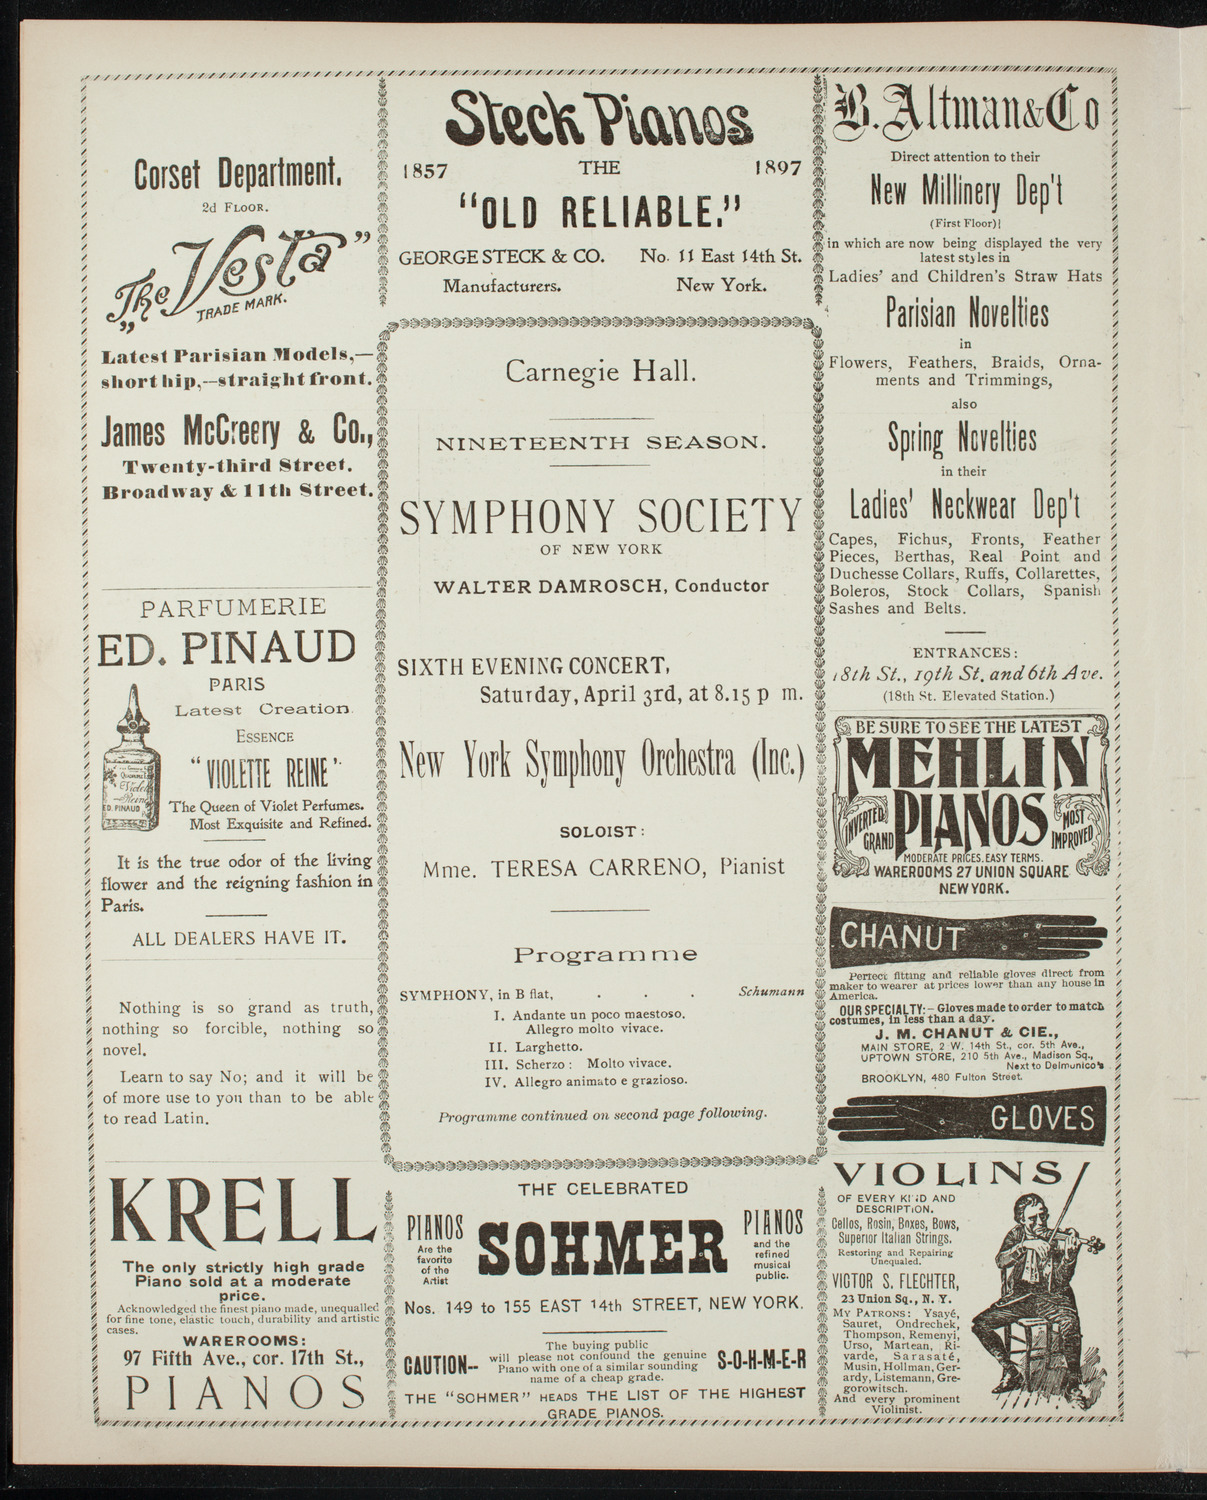 Corset Department.
2d FLOOR.
"The Vesta"
TRADE MARK.
Latest Parisian Models,—
short hip,—straight front.
James McCreery & Co.,
Twenty-third Street.
Broadway & 11th Street.
PARFUMERIE
ED. PINAUD
PARIS
Latest Creation
ESSENCE
"VIOLETTE REINE"
The Queen of Violet Perfumes.
Most Exquisite and Refined.
ED. PINAUD
It is the true odor of the living
flower and the reigning fashion in
Paris.
ALL DEALERS HAVE IT.
Nothing is so grand as truth,
nothing so forcible, nothing so
novel.
Learn to say No; and it will be
of more use to you than to be able
to read Latin.
KRELL
The only strictly high grade
Piano sold at a moderate
price.
Acknowledged the finest piano made, unequalled
for fine tone, elastic touch, durability and artistic
cases.
WAREROOMS:
97 Fifth Ave., cor. 17th St.,
PIANOS
Steck Pianos
1857 THE 1897
"OLD RELIABLE."
GEORGE STECK & CO. No. 11 East 14th St.
Manufacturers. New York.
Carnegie Hall.
NINETEENTH SEASON.
SYMPHONY SOCIETY
OF NEW YORK
WALTER DAMROSCH, Conductor
SIXTH EVENING CONCERT,
Saturday, April 3rd, at 8.15 p m.
New York Symphony Orchestra (Inc.)
SOLOIST:
Mme. TERESA CARRENO, Pianist
Programme
SYMPHONY, in B flat, . . . Schumann
I. Andante un poco maestoso.
Allegro molto vivace.
II. Larghetto.
III. Scherzo: Molto vivace.
IV. Allegro animato e grazioso.
Programme continued on second page following.
THE CELEBRATED
PIANOS
Are the
favorite
of the
Artist
SOHMER
PIANOS
and the
refined
musical
public.
Nos. 149 to 155 EAST 14th STREET, NEW YORK.
CAUTION--
The buying public
will please not confound the genuine
Piano with one of a similar sounding
name of a cheap grade.
S-O-H-M-E-R
THE "SOHMER" HEADS THE LIST OF THE HIGHEST
GRADE PIANOS.
B. Altman & Co
Direct attention to their
New Millinery Dep't
(First Floor)}
in which are now being displayed the very
latest styles in
Ladies' and Children's Straw Hats
Parisian Novelties
in
Flowers, Feathers, Braids, Orna-
ments and Trimmings,
also
Spring Novelties
in their
Ladies' Neckwear Dep't
Capes, Fichus, Fronts, Feather
Pieces, Berthas, Real Point and
Duchesse Collars, Ruffs, Collarettes,
Boleros, Stock Collars, Spanish
Sashes and Belts.
ENTRANCES:
18th St., 19th St. and 6th Ave.
(18th St. Elevated Station.)
BE SURE TO SEE THE LATEST
MEHLIN
INVERTED GRAND
PIANOS
MOST IMPROVED
MODERATE PRICES. EASY TERMS.
WAREROOMS 27 UNION SQUARE
NEW YORK.
CHANUT
Perfect fitting and reliable gloves direct from
maker to wearer at prices lower than any house in
America.
OUR SPECIALTY:—Gloves made to order to match
costumes, in less than a day.
J. M. CHANUT & CIE.,
MAIN STORE, 2 W. 14th St., cor. 5th Ave.,
UPTOWN STORE, 210 5th Ave., Madison Sq.,
Next to Delmunico's
BROOKLYN, 480 Fulton Street.
GLOVES
VIOLINS
OF EVERY KIND AND
DESCRIPTION.
Cellos, Rosin, Boxes, Bows,
Superior Italian Strings.
Restoring and Repairing
Unequaled.
VICTOR S. FLECHTER,
23 Union Sq., N. Y.
MY PATRONS: Ysayé,
Sauret, Ondrechek,
Thompson, Remenyi,
Urso, Martean, Ri-
varde, Sarasaté,
Musin, Hollman, Ger-
ardy, Listemann, Gre-
gorowitsch.
And every prominent
Violinist.